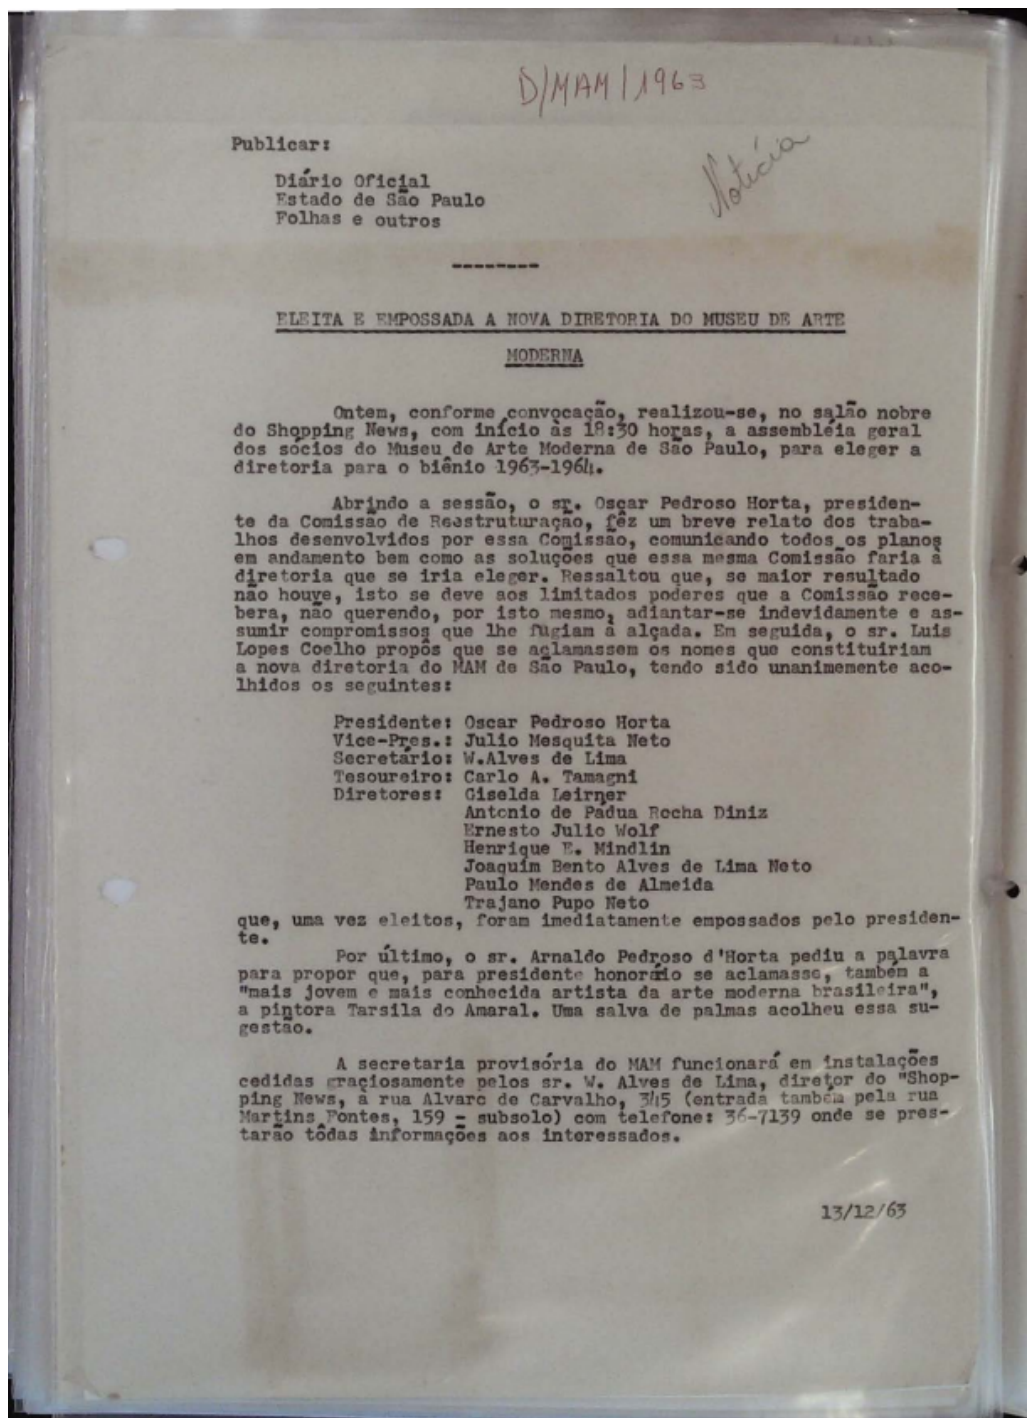 D/MAM/1963
Publicar:
Notícia
Diário Oficial
Estado de São Paulo
Folhas e outros
--------
ELEITA E EMPOSSADA A NOVA DIRETORIA DO MUSEU DE ARTE
MODERNA
Ontem, conforme convocação, realizou-se, no salão nobre
do Shopping News, com início às 18:30 horas, a assembléia geral
dos sócios do Museu de Arte Moderna de São Paulo, para eleger a
diretoria para o biênio 1963-1964.
Abrindo a sessão, o sr. Oscar Pedroso Horta, presiden-
te da Comissão de Reestruturação, fêz um breve relato dos traba-
lhos desenvolvidos por essa Comissão, comunicando todos os planos
em andamento bem como as soluções que essa mesma Comissão faria à
diretoria que se iria eleger. Ressaltou que, se maior resultado
não houve, isto se deve aos limitados poderes que a Comissão rece-
bera, não querendo, por isto mesmo, adiantar-se indevidamente e as-
sumir compromissos que lhe fugiam à alçada. Em seguida, o sr. Luis
Lopes Coelho propôs que se aclamassem os nomes que constituiriam
a nova diretoria do MAM de São Paulo, tendo sido unanimemente aco-
lhidos os seguintes:
Presidente: Oscar Pedroso Horta
Vice-Pres.: Julio Mesquita Neto
Secretário: W.Alves de Lima
Tesoureiro: Carlo A. Tamagni
Diretores: Giselda Leirner
Antonio de Padua Rocha Diniz
Ernesto Julio Wolf
Henrique E. Mindlin
Joaquim Bento Alves de Lima Neto
Paulo Mendes de Almeida
Trajano Pupo Neto
que, uma vez eleitos, foram imediatamente empossados pelo presiden-
te.
Por último, o sr. Arnaldo Pedroso d'Horta pediu a palavra
para propor que, para presidente honorário se aclamasse, também a
"mais jovem e mais conhecida artista da arte moderna brasileira",
a pintora Tarsila do Amaral. Uma salva de palmas acolheu essa su-
gestão.
A secretaria provisória do MAM funcionará em instalações
cedidas graciosamente pelos sr. W. Alves de Lima, diretor do "Shop-
ping News, à rua Alvaro de Carvalho, 345 (entrada também pela rua
Martins Fontes, 159 - subsolo) com telefone: 36-7139 onde se pres-
tarão tôdas informações aos interessados.
13/12/63